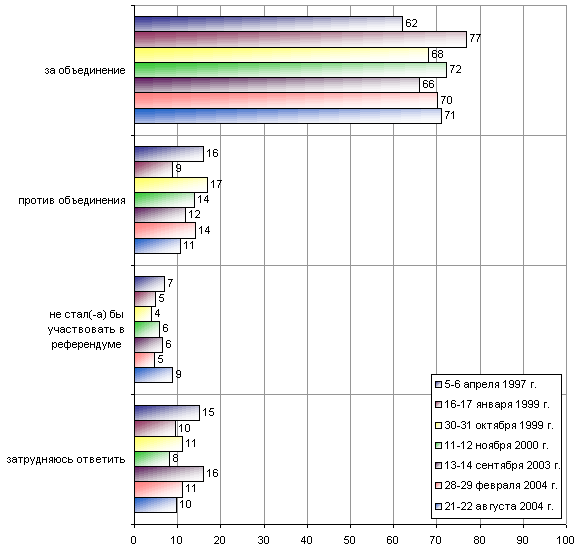 за объединение
62
77
68
72
66
70
71
против объединения
16
9
17
14
12
14
11
не стал(-а) бы
участвовать в
референдуме
7
5
4
6
6
5
9
затрудняюсь ответить
15
10
11
8
16
11
10
5-6 апреля 1997 г.
16-17 января 1999 г.
30-31 октября 1999 г.
11-12 ноября 2000 г.
13-14 сентября 2003 г.
28-29 февраля 2004 г.
21-22 августа 2004 г.
0 10 20 30 40 50 60 70 80 90 100